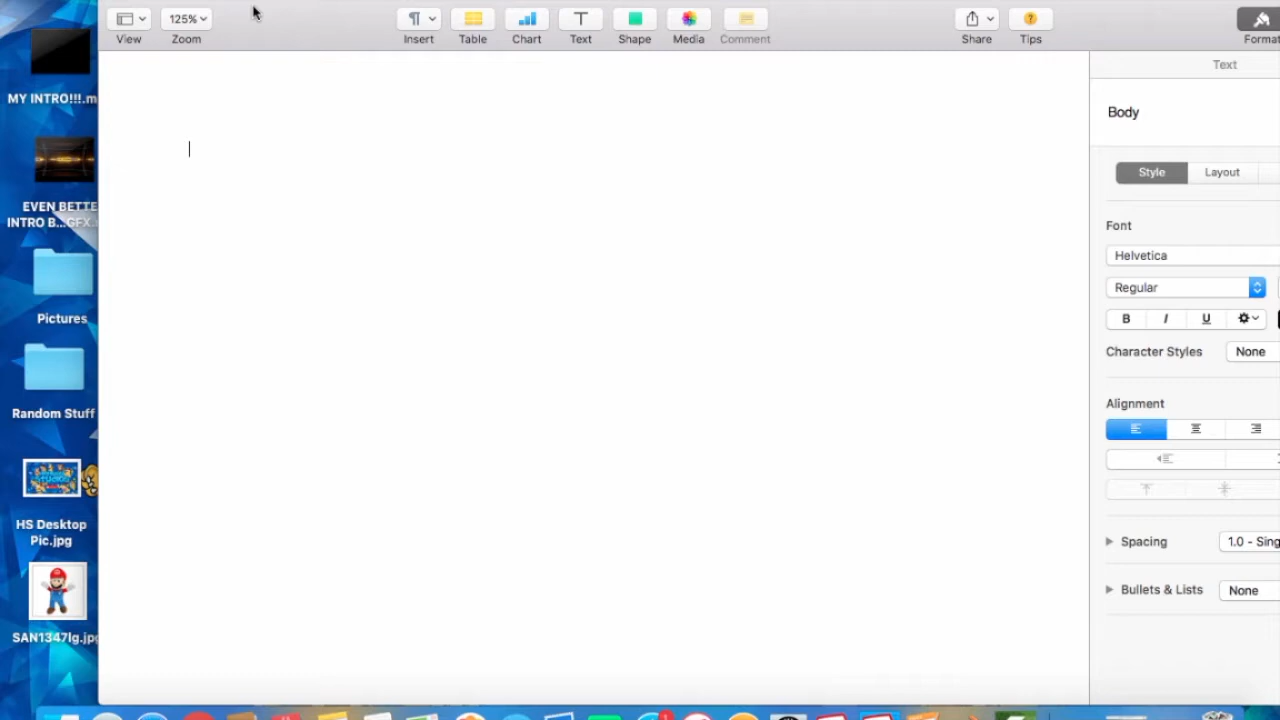 125%
View
Zoom
Insert
Table
Chart
T
Text
Shape
Media
Comment
Share
?
Tips
Format
Text
Body
Style
Layout
Font
Helvetica
Regular
B I U
Character Styles
None
Alignment
Spacing
1.0 - Sing
Bullets & Lists
None
MY INTRO!!!.m
EVEN BETTE
INTRO B...GFX.
Pictures
Random Stuff
HS Desktop
Pic.jpg
SAN1347lg.jpg